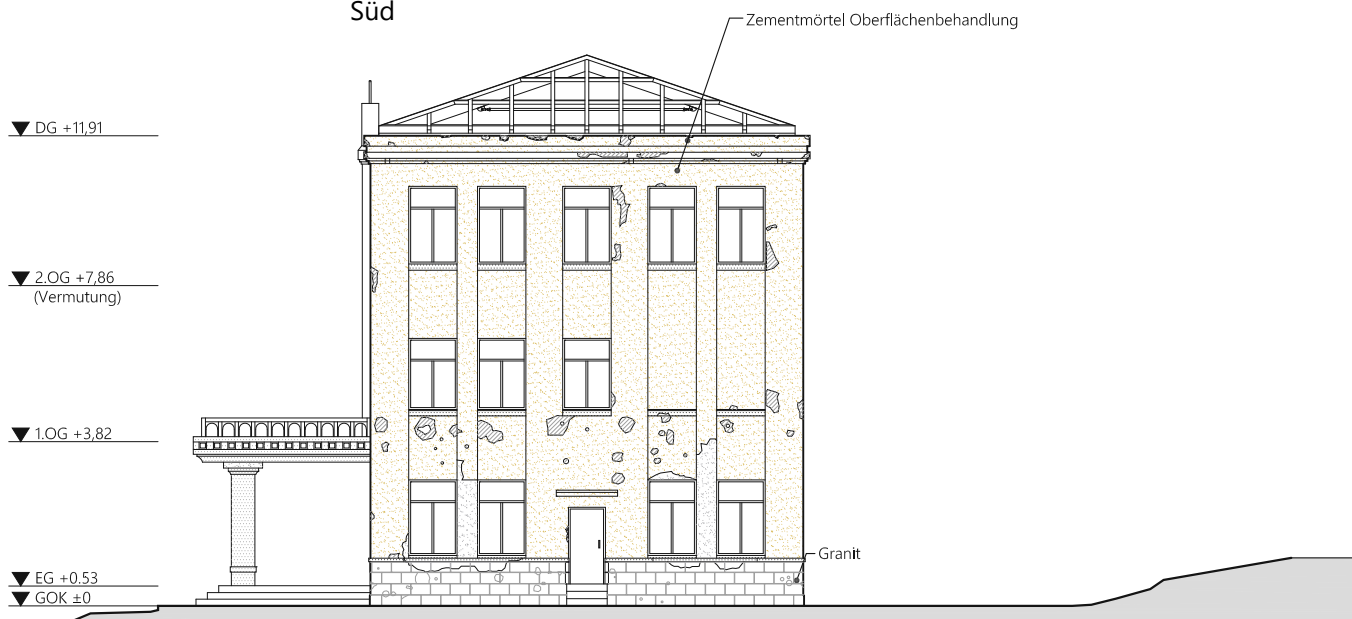 Süd
Zementmörtel Oberflächenbehandlung
DG +11,91
2.OG +7,86
(Vermutung)
1.OG +3,82
Granit
EG +0.53
GOK ±0